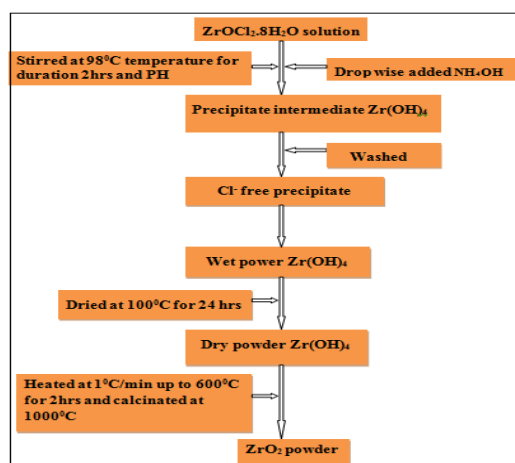 ZrOCl₂.8H₂O solution
Stirred at 98⁰C temperature for
duration 2hrs and PH
Drop wise added NH₄OH
Precipitate intermediate Zr(OH)₄
Washed
Cl⁻ free precipitate
Wet power Zr(OH)₄
Dried at 100⁰C for 24 hrs
Dry powder Zr(OH)₄
Heated at 1⁰C/min up to 600⁰C
for 2hrs and calcinated at
1000⁰C
ZrO₂ powder